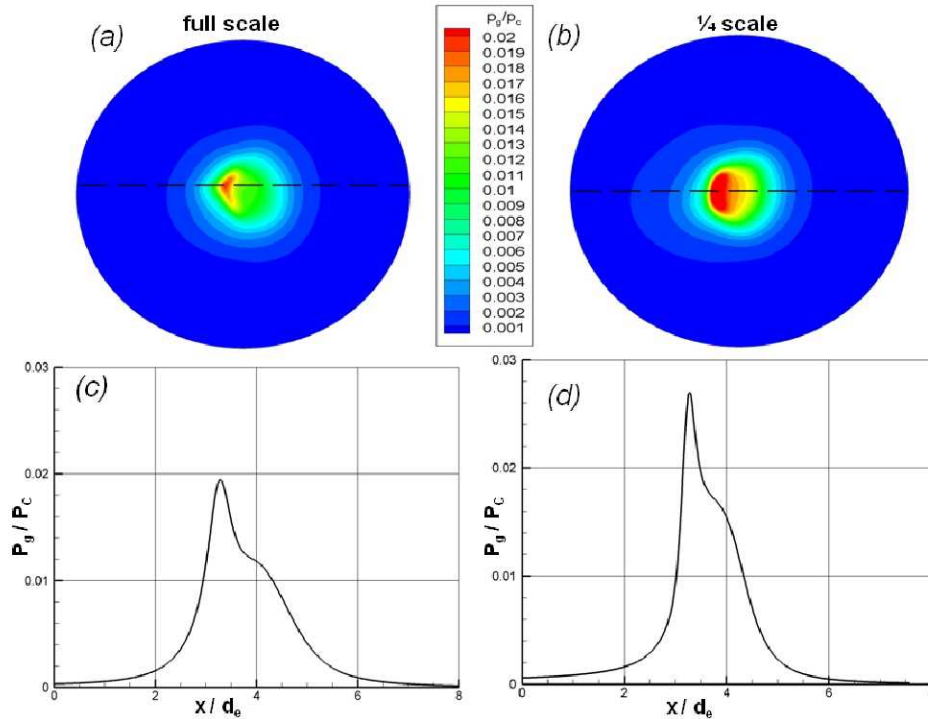 (a)
full scale
Pg/Pc
0.02
0.019
0.018
0.017
0.016
0.015
0.014
0.013
0.012
0.011
0.01
0.009
0.008
0.007
0.006
0.005
0.004
0.003
0.002
0.001
(b)
¼ scale
(c)
0.03
0.02
0.01
0
Pg / PC
0 2 4 6 8
x / de
(d)
0.03
0.02
0.01
0
Pg / PC
0 2 4 6
x / de